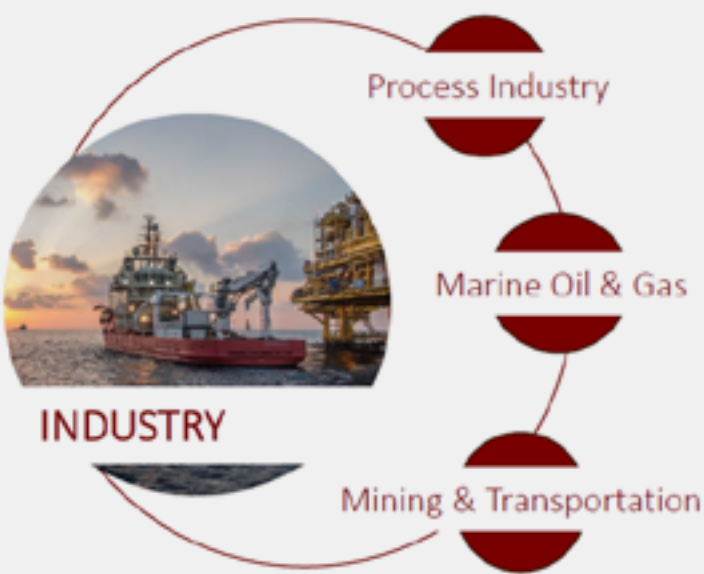 Process Industry
Marine Oil & Gas
INDUSTRY
Mining & Transportation